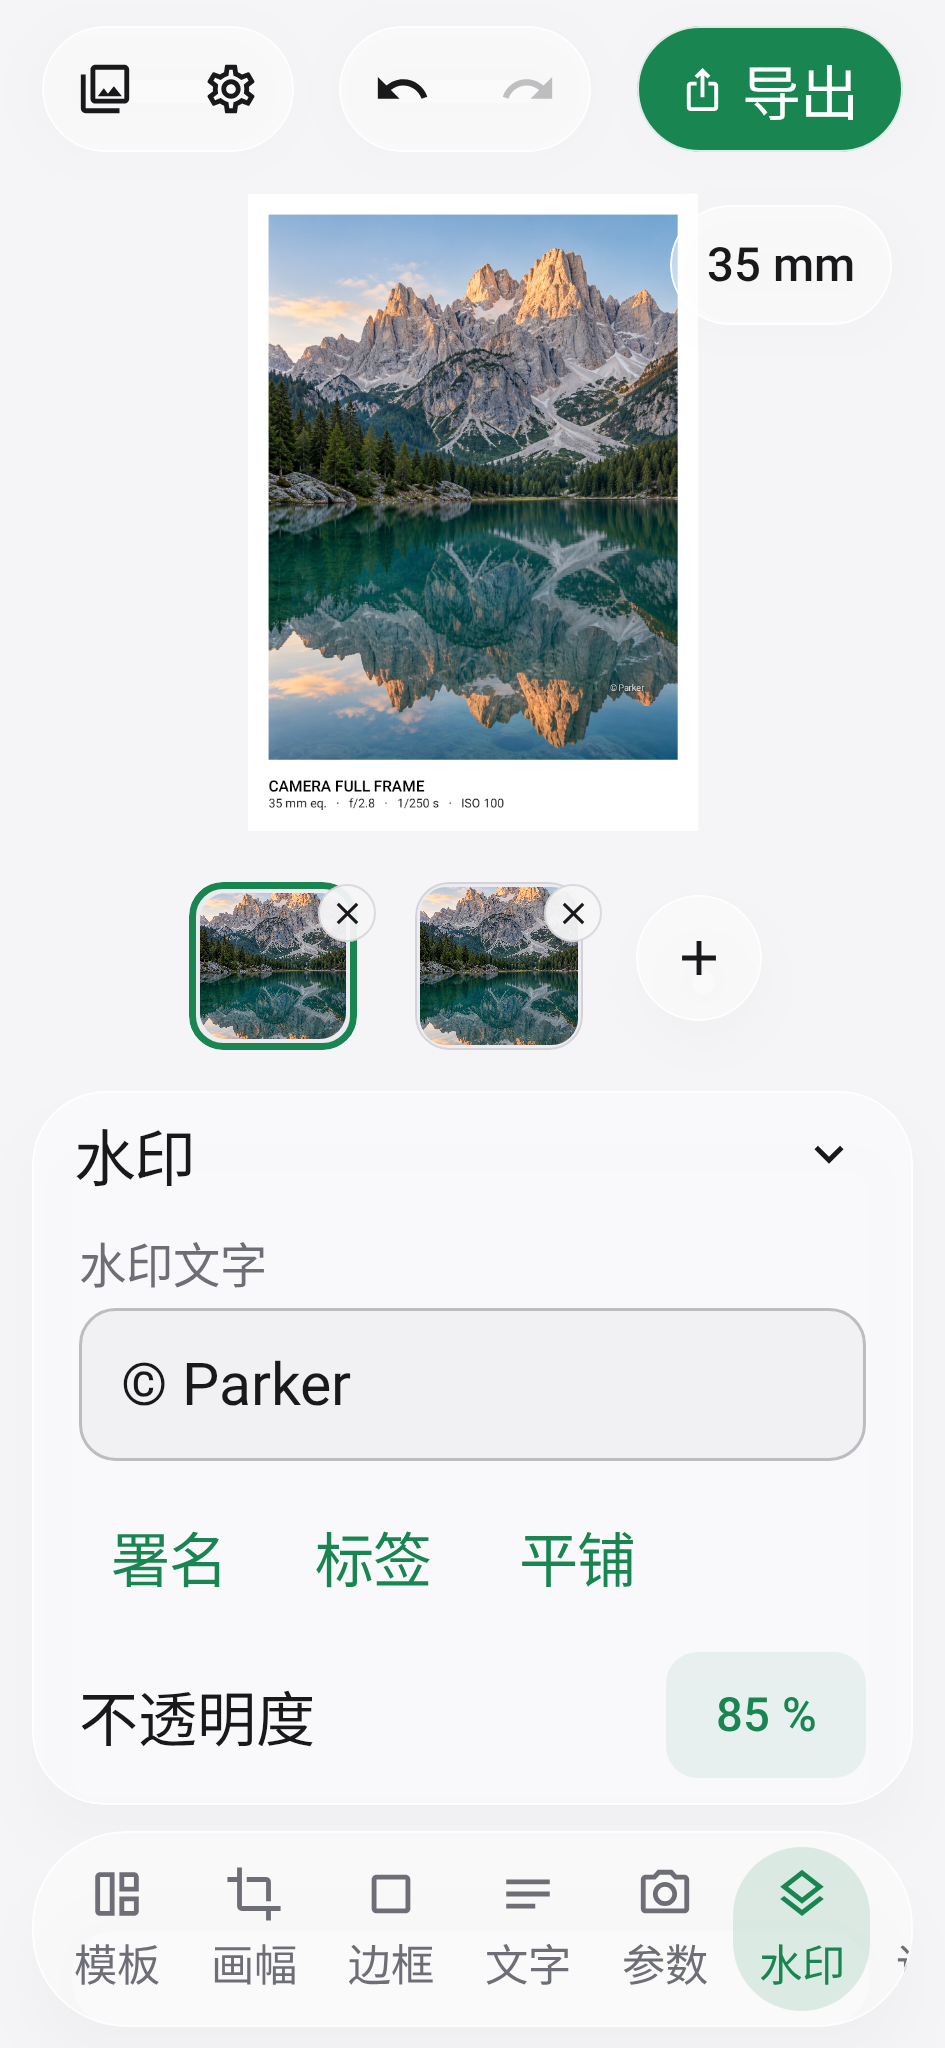 导出
35 mm
© Parker
CAMERA FULL FRAME
35 mm eq. · f/2.8 · 1/250 s · ISO 100
水印
水印文字
© Parker
署名 标签 平铺
不透明度 85 %
模板 画幅 边框 文字 参数 水印